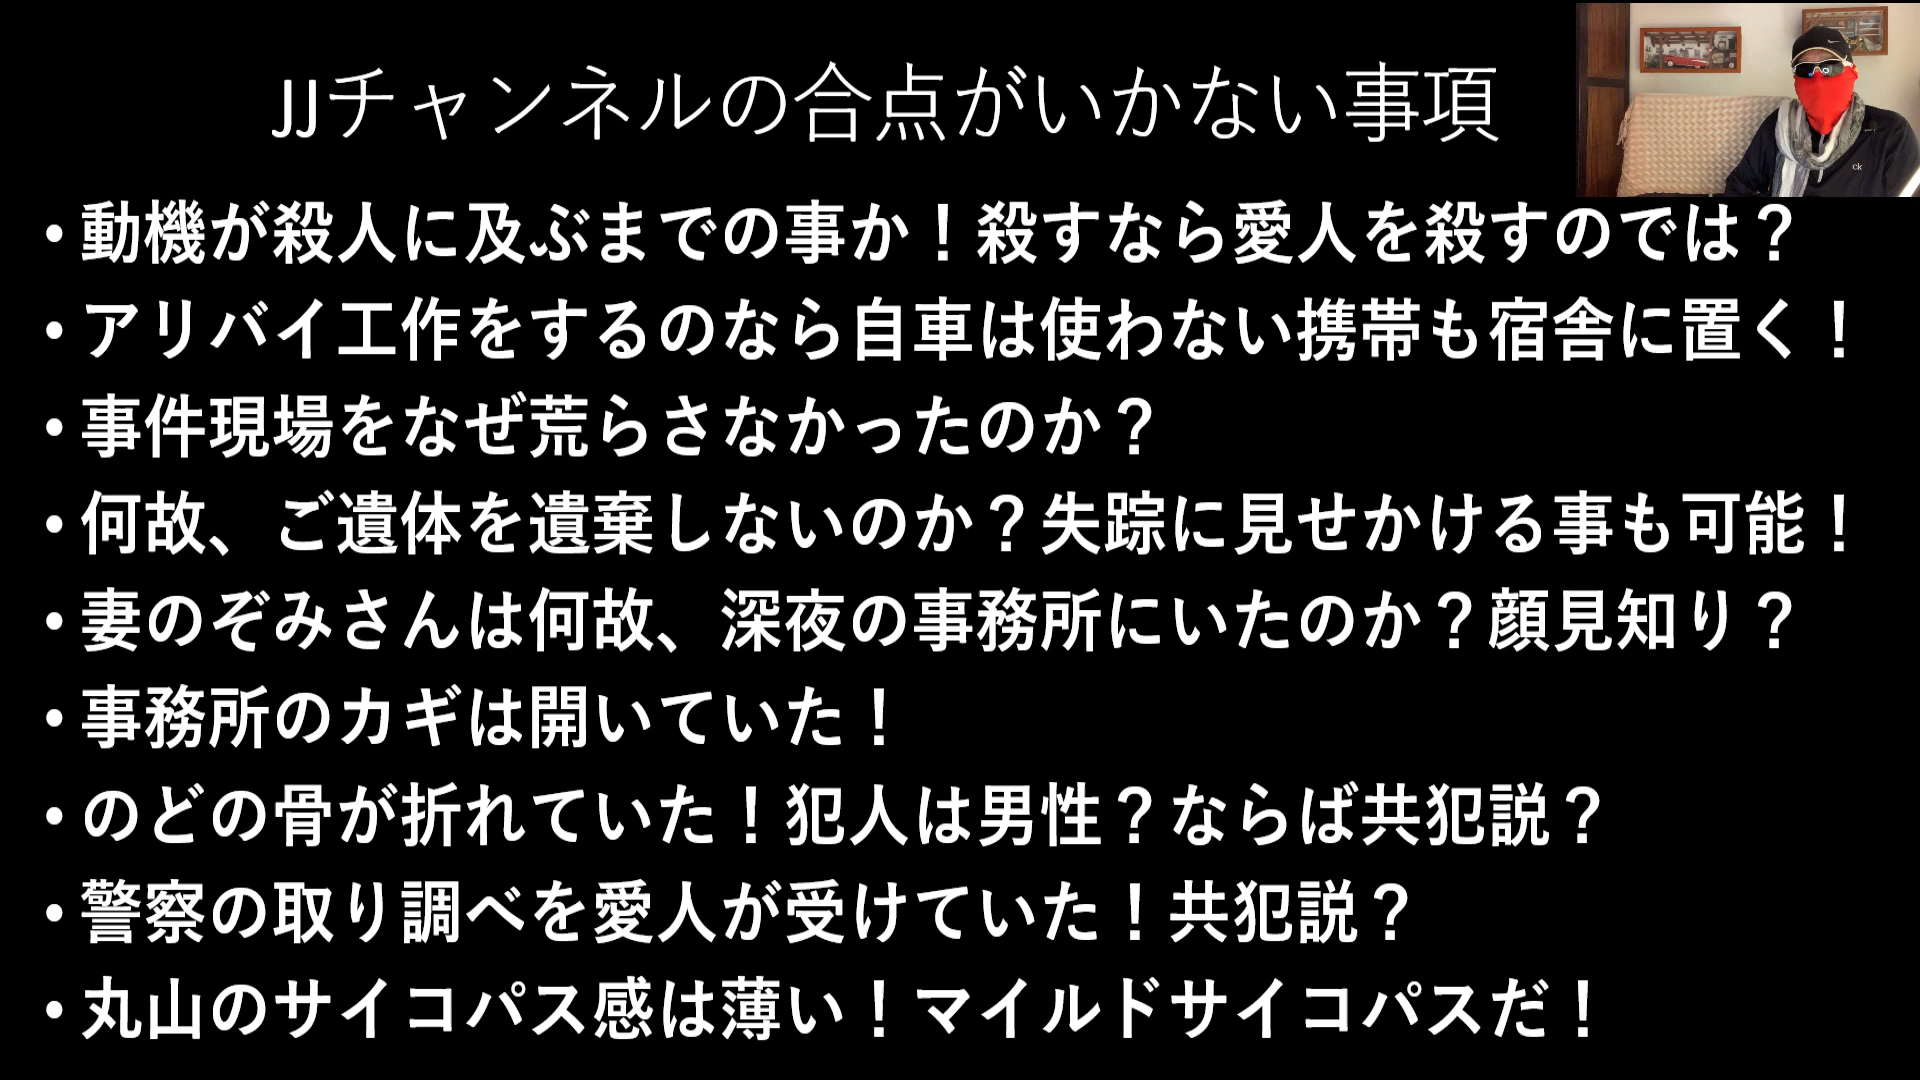 JJチャンネルの合点がいかない事項
• 動機が殺人に及ぶまでの事か！殺すなら愛人を殺すのでは？
• アリバイ工作をするのなら自車は使わない携帯も宿舎に置く！
• 事件現場をなぜ荒らさなかったのか？
• 何故、ご遺体を遺棄しないのか？失踪に見せかける事も可能！
• 妻のぞみさんは何故、深夜の事務所にいたのか？顔見知り？
• 事務所のカギは開いていた！
• のどの骨が折れていた！犯人は男性？ならば共犯説？
• 警察の取り調べを愛人が受けていた！共犯説？
• 丸山のサイコパス感は薄い！マイルドサイコパスだ！
ck